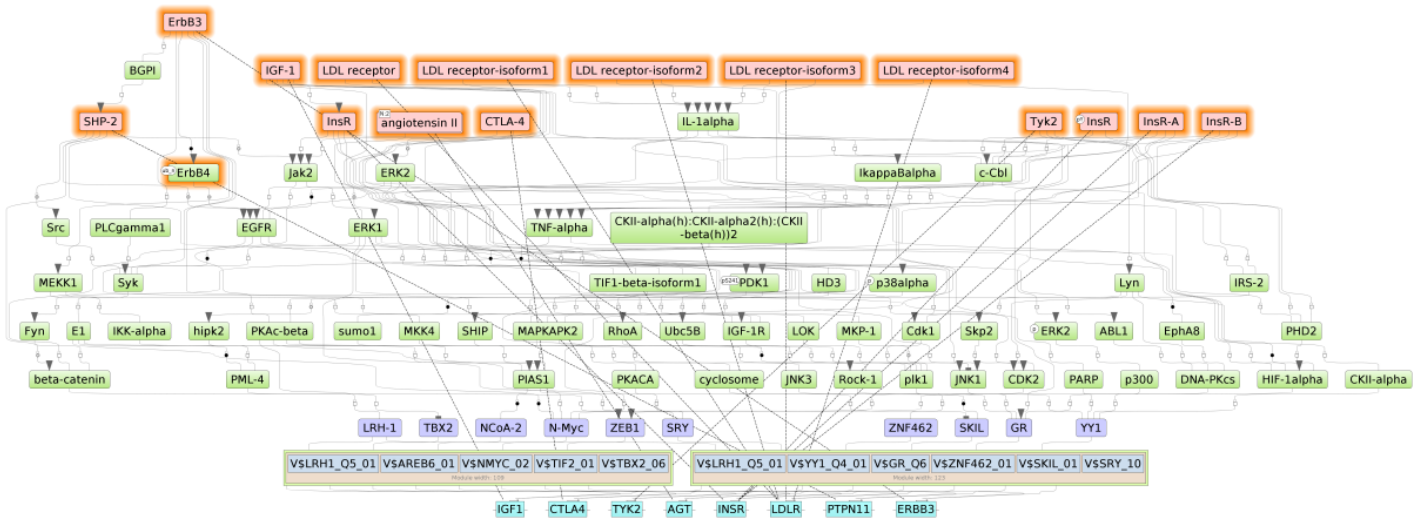 ErbB3
IGF-1
LDL receptor
LDL receptor-isoform1
LDL receptor-isoform2
LDL receptor-isoform3
LDL receptor-isoform4
BGPI
SHP-2
InsR
angiotensin II
CTLA-4
IL-1alpha
Tyk2
InsR
InsR-A
InsR-B
ErbB4
Jak2
ERK2
IkappaBalpha
c-Cbl
Src
PLCgamma1
EGFR
ERK1
TNF-alpha
CKII-alpha(h):CKII-alpha2(h):(CKII
-beta(h))2
MEKK1
Syk
TIF1-beta-isoform1
pS241
PDK1
HD3
p
p38alpha
Lyn
IRS-2
Fyn
E1
IKK-alpha
hipk2
PKAc-beta
sumo1
MKK4
SHIP
MAPKAPK2
RhoA
Ubc5B
IGF-1R
LOK
MKP-1
Cdk1
Skp2
p
ERK2
ABL1
EphA8
PHD2
beta-catenin
PML-4
PIAS1
PKACA
cyclosome
JNK3
Rock-1
plk1
JNK1
CDK2
PARP
p300
DNA-PKcs
HIF-1alpha
CKII-alpha
LRH-1
TBX2
NCoA-2
N-Myc
ZEB1
SRY
ZNF462
SKIL
GR
YY1
V$LRH1_Q5_01
V$AREB6_01
V$NMYC_02
V$TIF2_01
V$TBX2_06
V$LRH1_Q5_01
V$YY1_Q4_01
V$GR_Q6
V$ZNF462_01
V$SKIL_01
V$SRY_10
IGF1
CTLA4
TYK2
AGT
INSR
LDLR
PTPN11
ERBB3